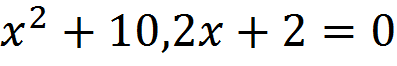 x² + 10,2x + 2 = 0